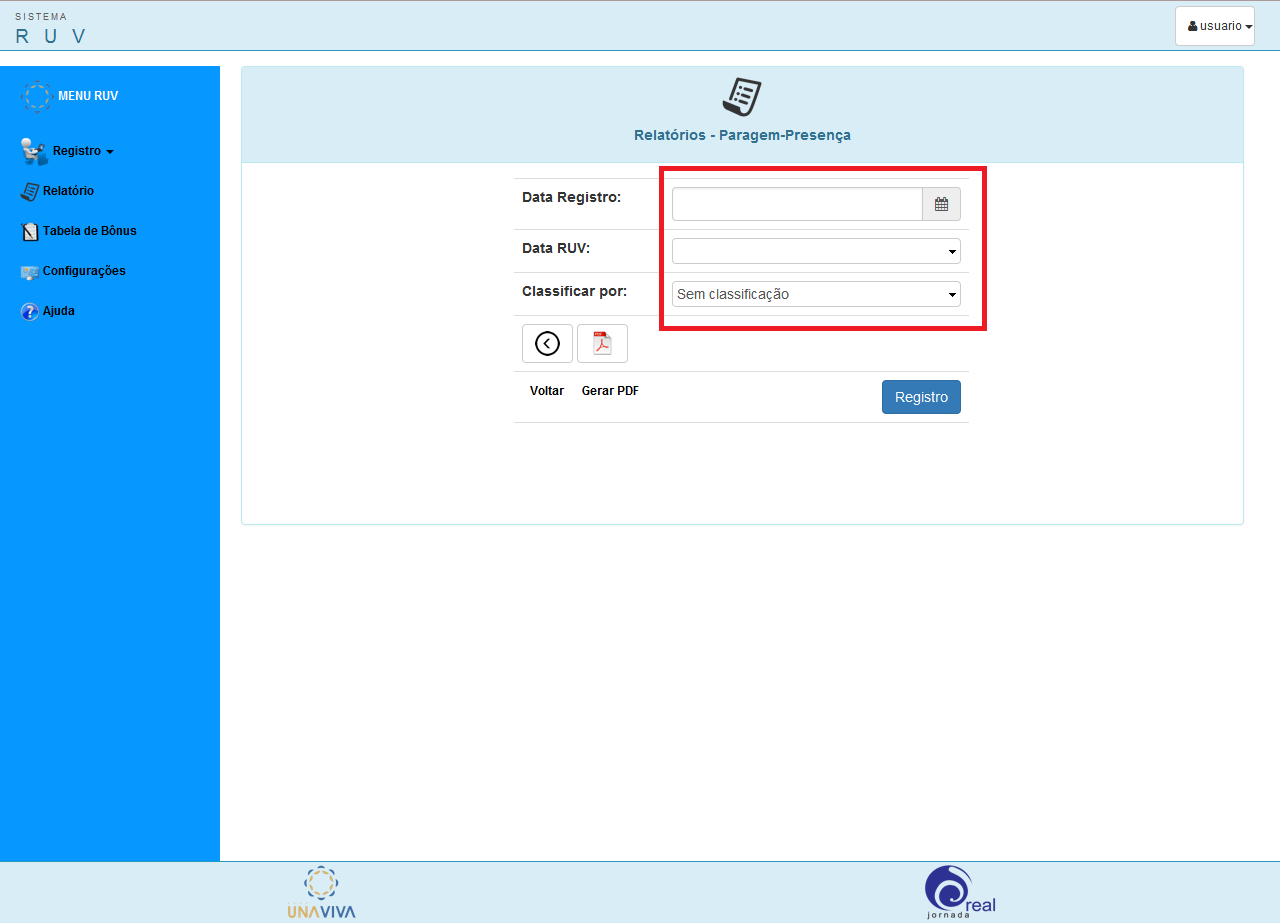 SISTEMA
R U V
usuario
MENU RUV
Registro
Relatório
Tabela de Bônus
Configurações
Ajuda
Relatórios - Paragem-Presença
Data Registro:
Data RUV:
Classificar por:
Sem classificação
PDF
Voltar
Gerar PDF
Registro
UNAVIVA
real
jornada